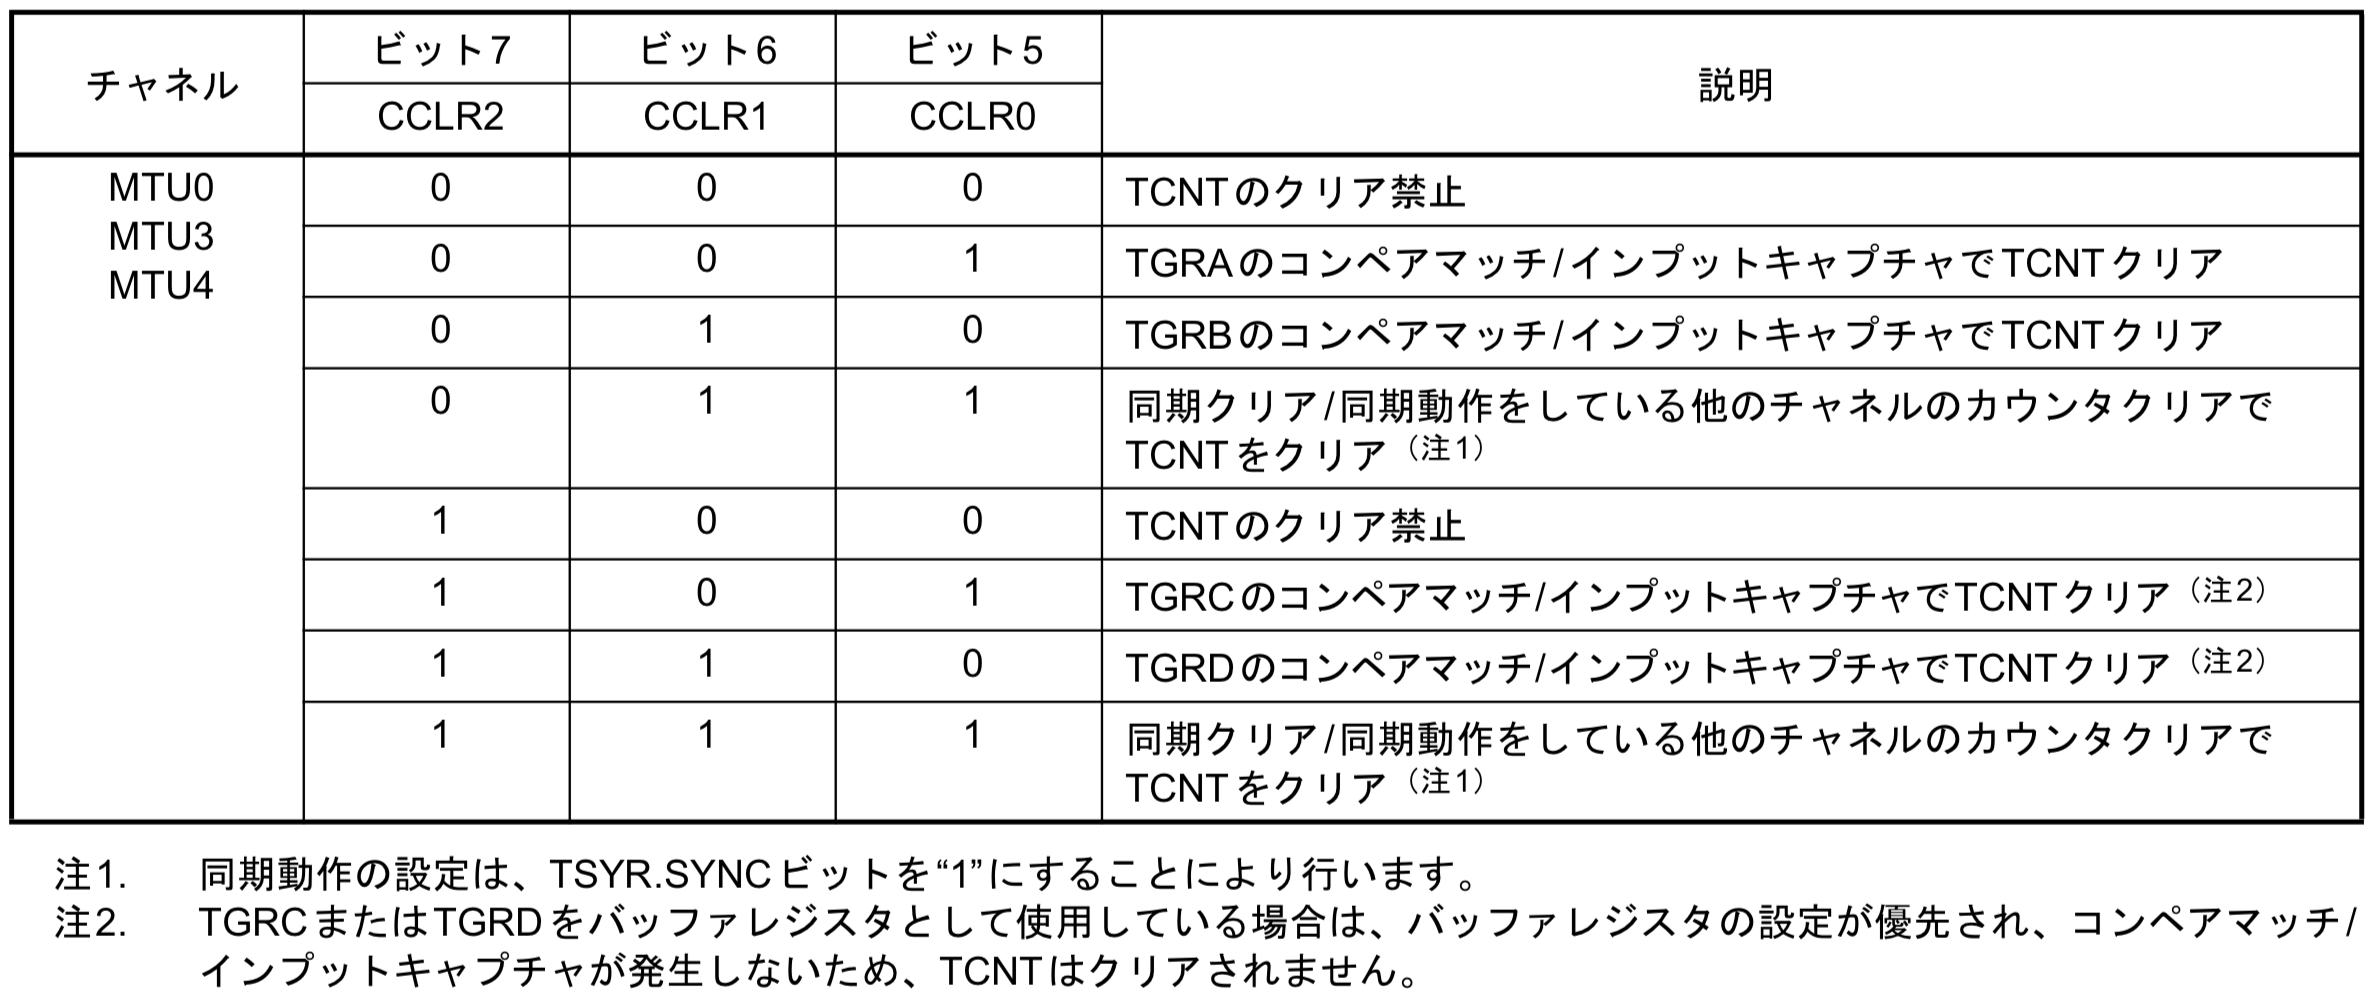 チャネル ビット7 ビット6 ビット5 説明
CCLR2 CCLR1 CCLR0
MTU0 0 0 0 TCNTのクリア禁止
MTU3 0 0 1 TGRAのコンペアマッチ/インプットキャプチャでTCNTクリア
MTU4
0 1 0 TGRBのコンペアマッチ/インプットキャプチャでTCNTクリア
0 1 1 同期クリア/同期動作をしている他のチャネルのカウンタクリアで
TCNTをクリア（注1）
1 0 0 TCNTのクリア禁止
1 0 1 TGRCのコンペアマッチ/インプットキャプチャでTCNTクリア（注2）
1 1 0 TGRDのコンペアマッチ/インプットキャプチャでTCNTクリア（注2）
1 1 1 同期クリア/同期動作をしている他のチャネルのカウンタクリアで
TCNTをクリア（注1）
注1. 同期動作の設定は、TSYR.SYNCビットを“1”にすることにより行います。
注2. TGRCまたはTGRDをバッファレジスタとして使用している場合は、バッファレジスタの設定が優先され、コンペアマッチ/
インプットキャプチャが発生しないため、TCNTはクリアされません。